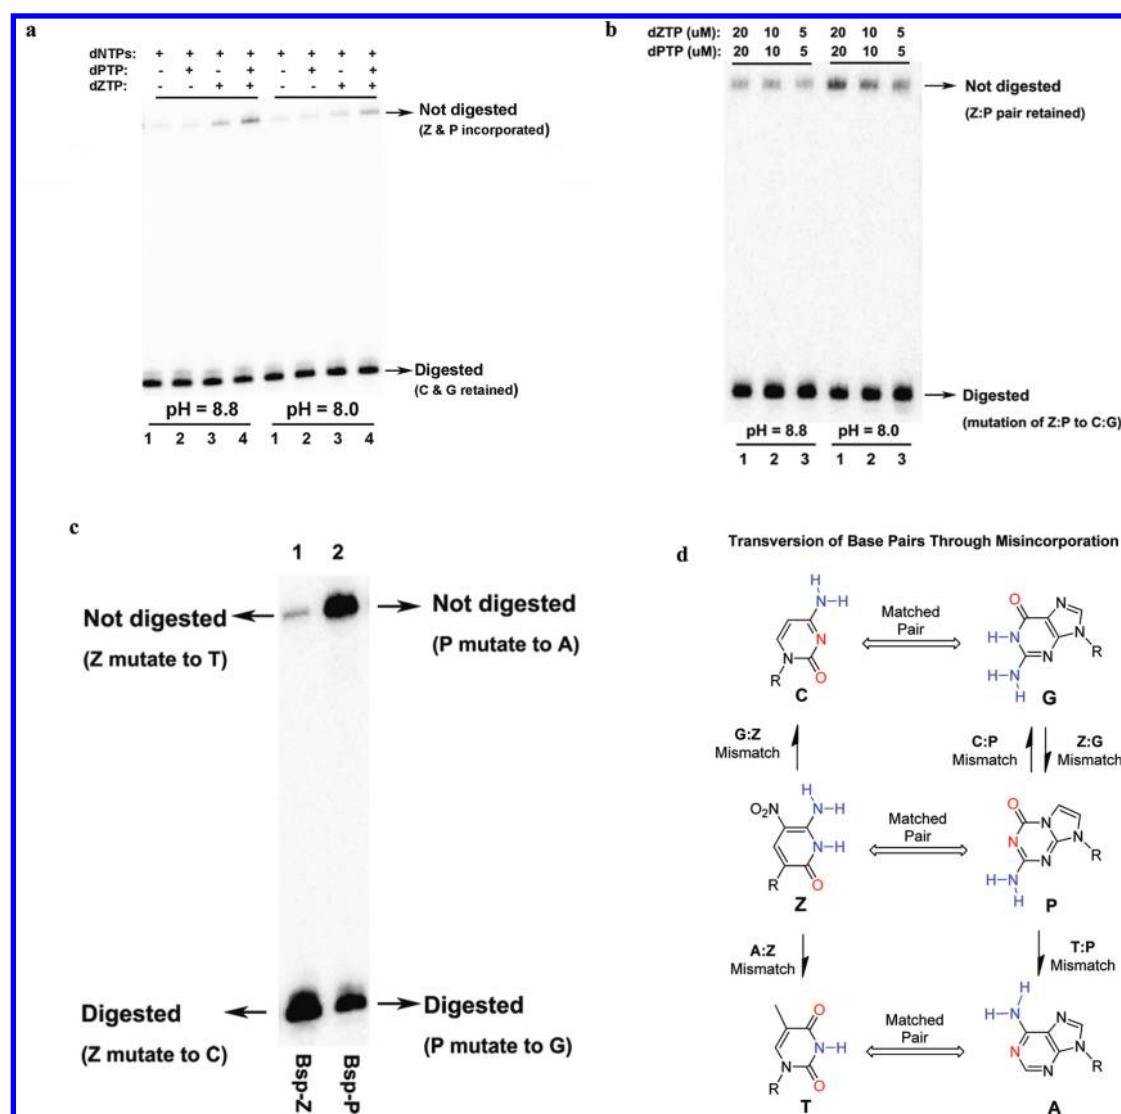 a
dNTPs: + + + + + + + +
dPTP: - + - + - + - +
dZTP: - - + + - - + +
Not digested
(Z & P incorporated)
Digested
(C & G retained)
pH = 8.8 pH = 8.0
1 2 3 4 1 2 3 4
b
dZTP (uM): 20 10 5 20 10 5
dPTP (uM): 20 10 5 20 10 5
Not digested
(Z:P pair retained)
Digested
(mutation of Z:P to C:G)
pH = 8.8 pH = 8.0
1 2 3 1 2 3
c
1 2
Not digested
(Z mutate to T)
Not digested
(P mutate to A)
Digested
(Z mutate to C)
Digested
(P mutate to G)
Bsp-Z
Bsp-P
d
Transversion of Base Pairs Through Misincorporation
H
N-H
N
N
O
R
C
Matched
Pair
O
H-N
N
N
N
R
H-N
H
G
G:Z
Mismatch
C:P
Mismatch
Z:G
Mismatch
H
O₂N
N-H
N-H
R
O
Z
Matched
Pair
O
N
N
N
N
R
H-N
H
P
A:Z
Mismatch
T:P
Mismatch
O
N-H
N
R
O
T
Matched
Pair
H
H-N
N
N
N
N
R
A